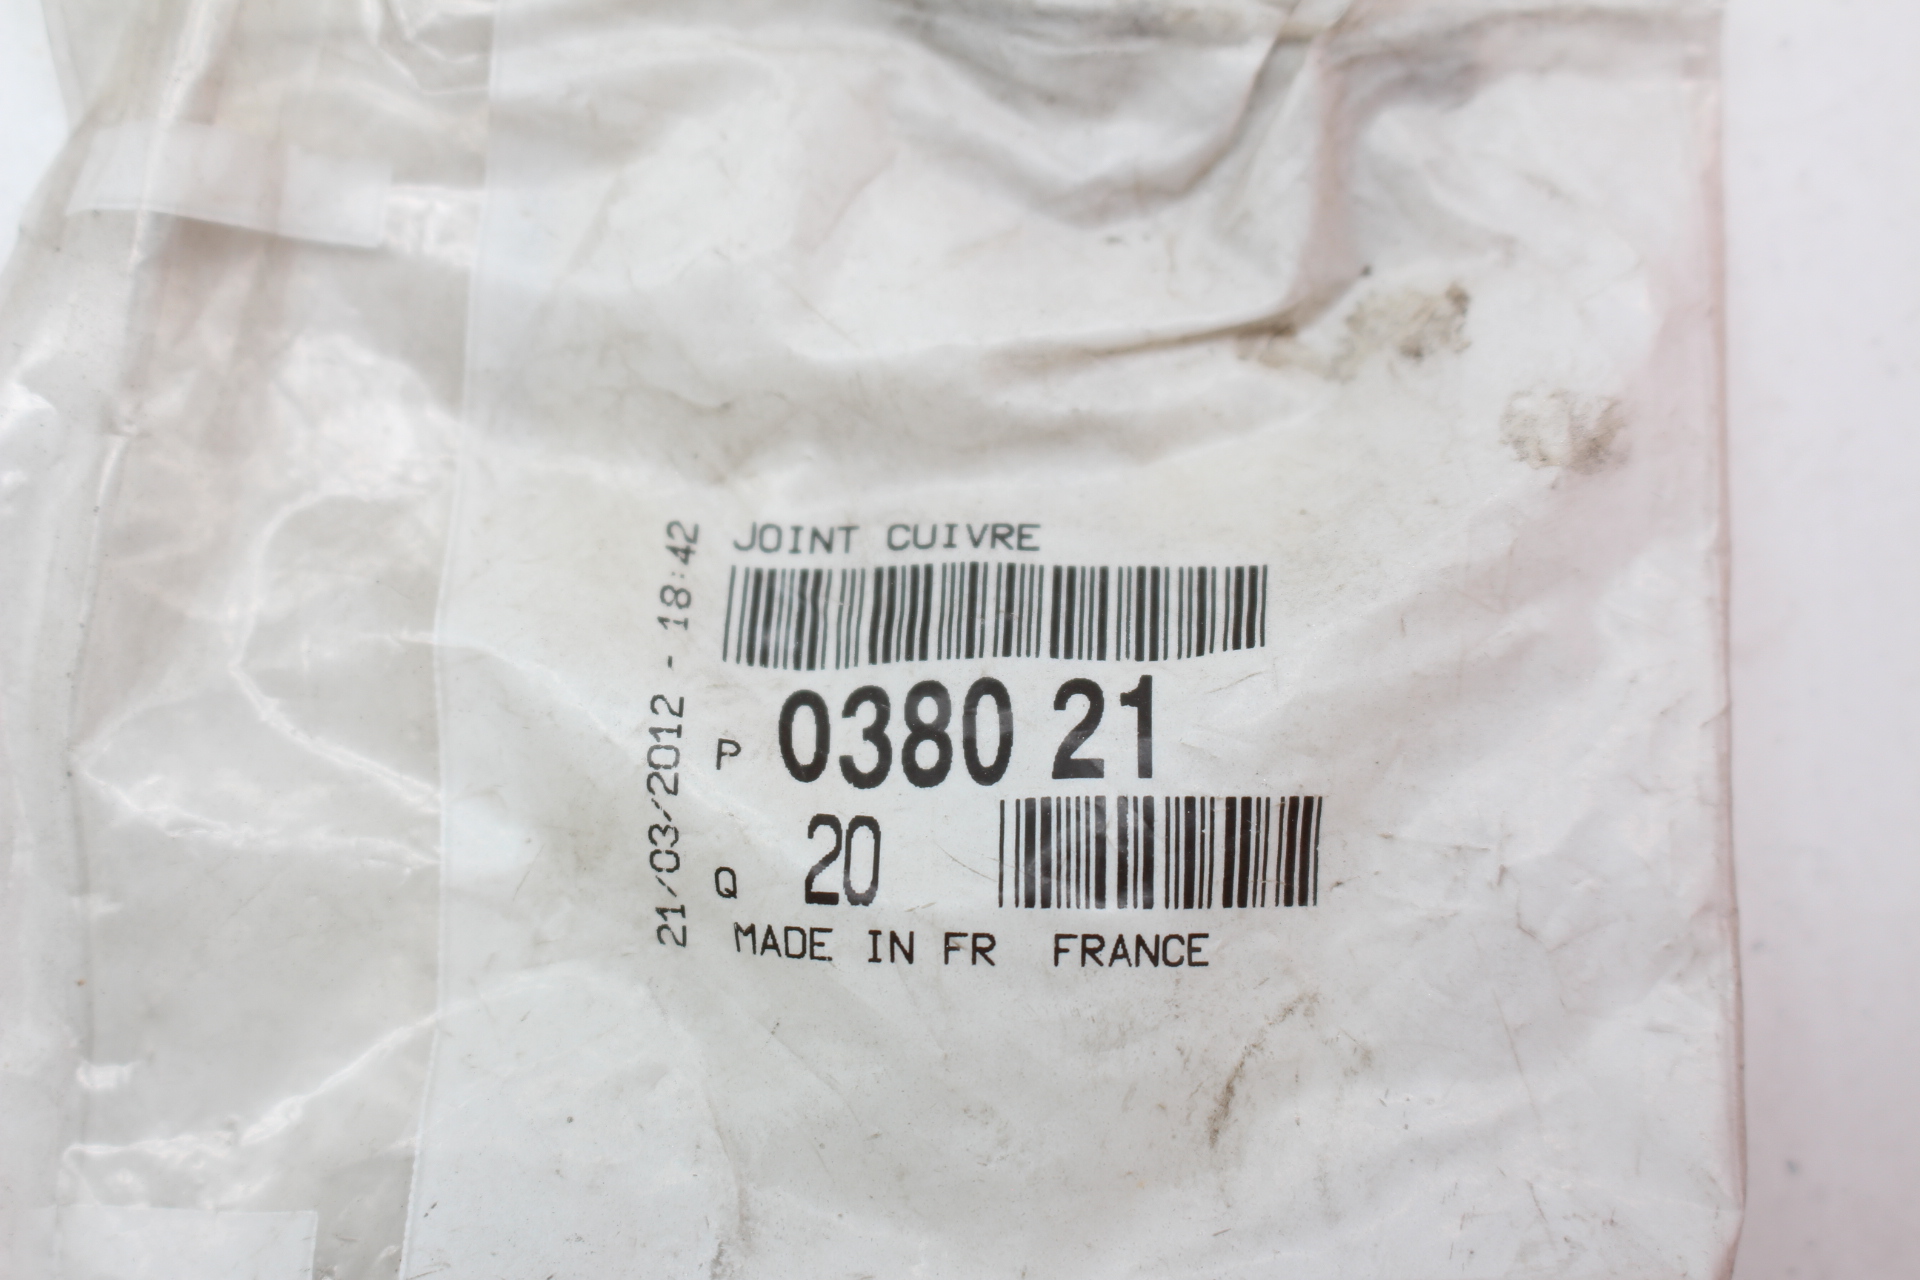 JOINT CUIVRE
P 0380 21
Q 20
MADE IN FR FRANCE
21/03/2012 - 18:42